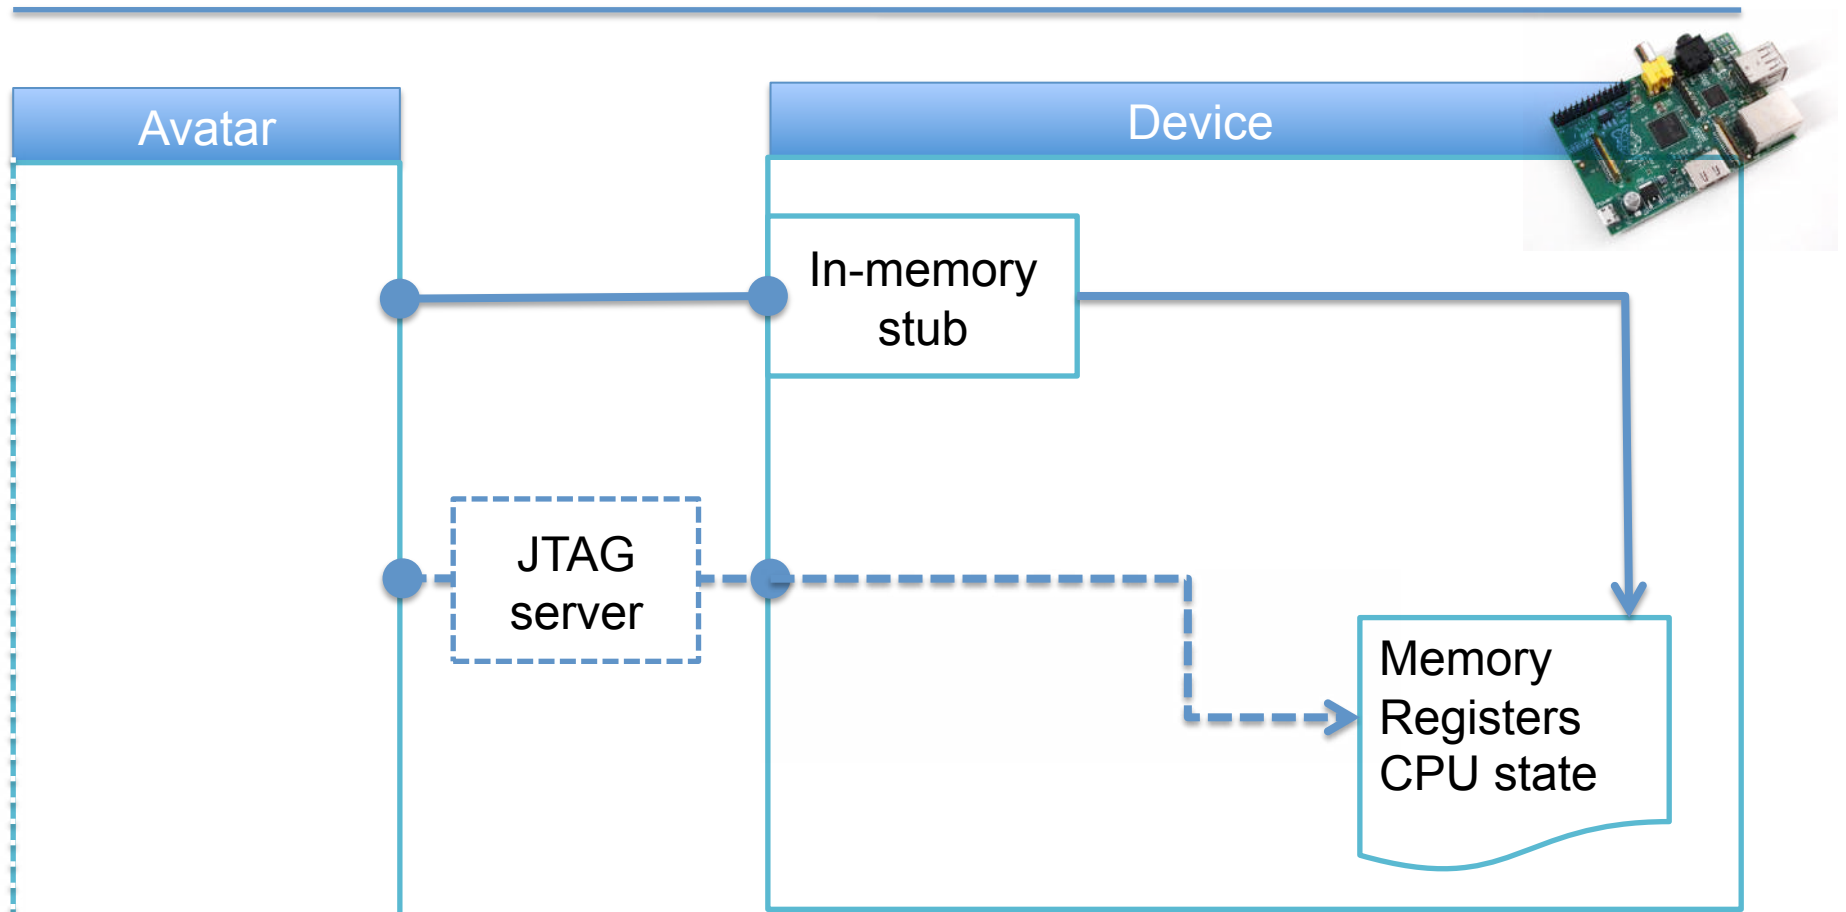 Avatar
Device
In-memory
stub
JTAG
server
Memory
Registers
CPU state